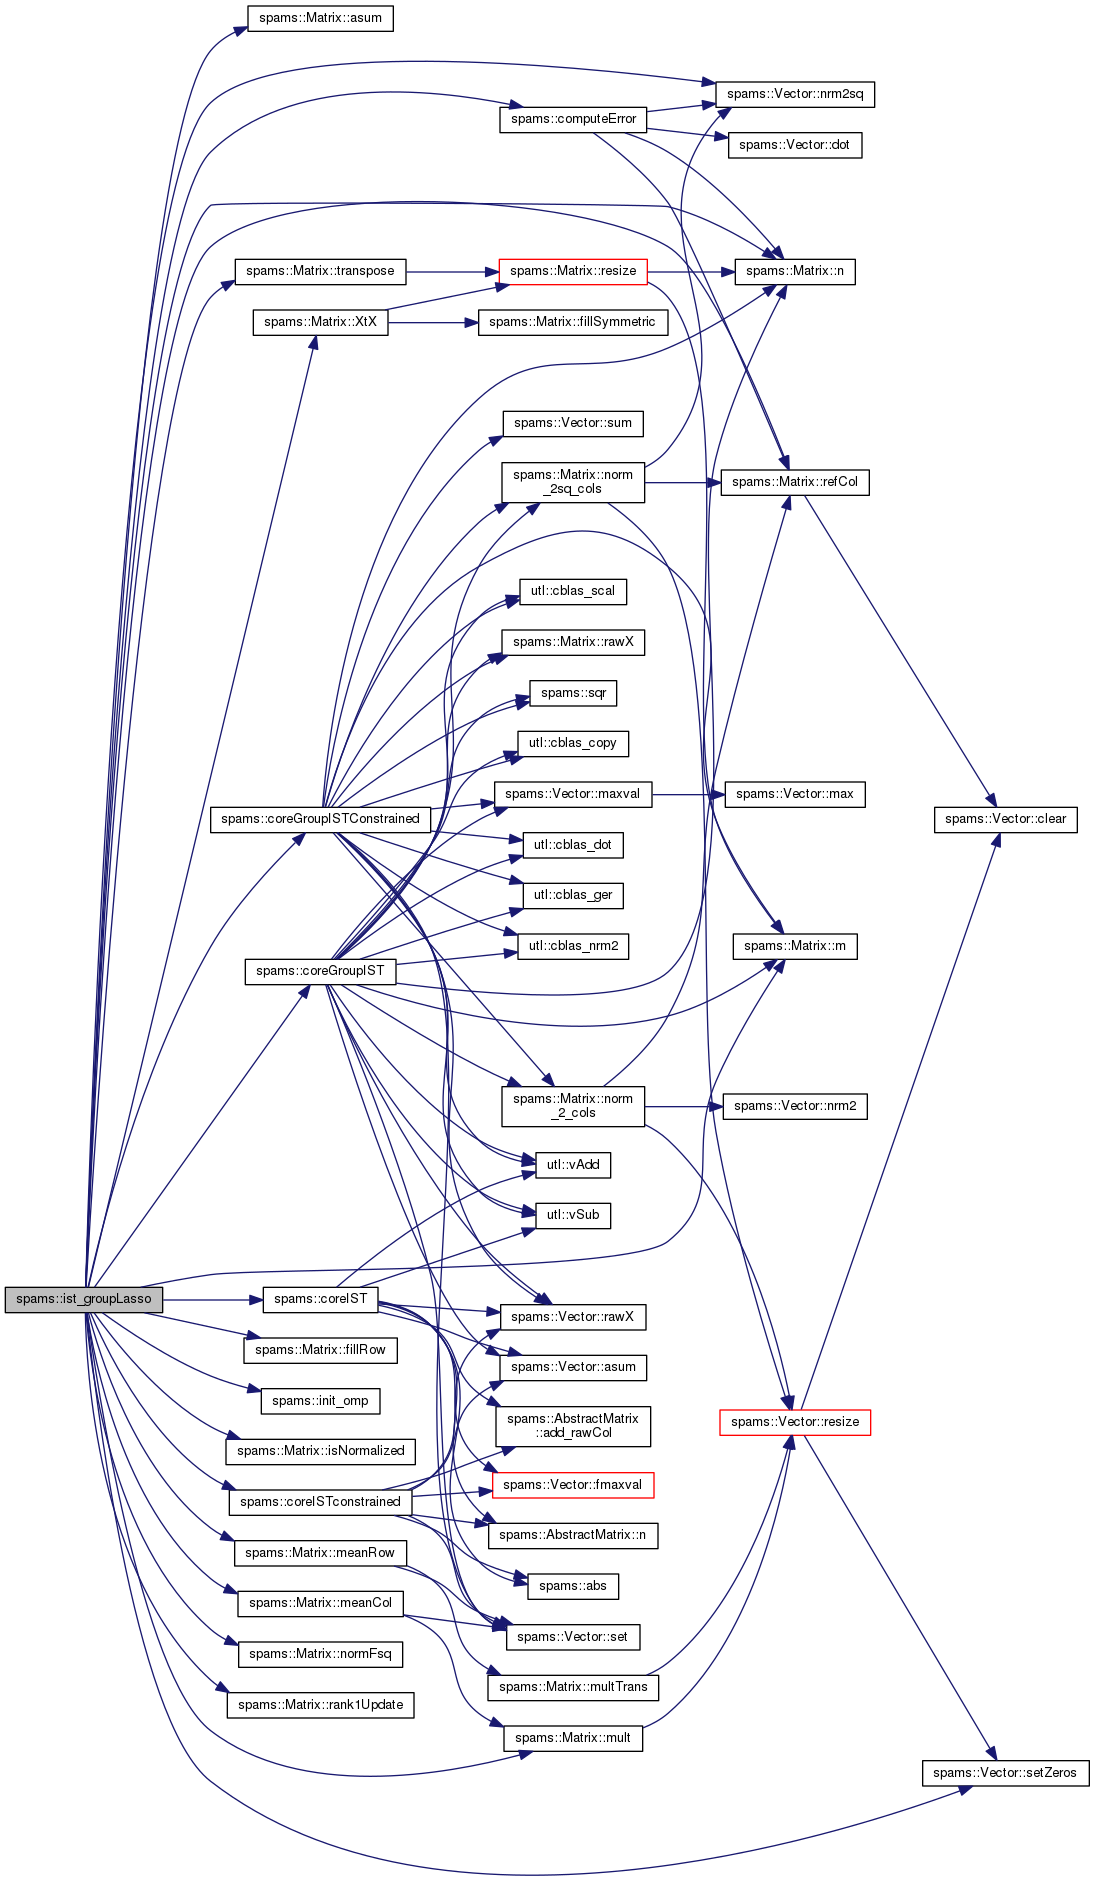 spams::Matrix::asum
spams::Vector::nrm2sq
spams::computeError
spams::Vector::dot
spams::Matrix::transpose
spams::Matrix::resize
spams::Matrix::n
spams::Matrix::XtX
spams::Matrix::fillSymmetric
spams::Vector::sum
spams::Matrix::norm
_2sq_cols
spams::Matrix::refCol
utl::cblas_scal
spams::Matrix::rawX
spams::sqr
utl::cblas_copy
spams::Vector::maxval
spams::Vector::max
spams::coreGroupISTConstrained
spams::Vector::clear
utl::cblas_dot
utl::cblas_ger
utl::cblas_nrm2
spams::Matrix::m
spams::coreGroupIST
spams::Matrix::norm
_2_cols
spams::Vector::nrm2
utl::vAdd
utl::vSub
spams::ist_groupLasso
spams::coreIST
spams::Vector::rawX
spams::Matrix::fillRow
spams::Vector::asum
spams::init_omp
spams::AbstractMatrix
::add_rawCol
spams::Vector::resize
spams::Matrix::isNormalized
spams::Vector::fmaxval
spams::coreISTconstrained
spams::AbstractMatrix::n
spams::Matrix::meanRow
spams::abs
spams::Matrix::meanCol
spams::Vector::set
spams::Matrix::normFsq
spams::Matrix::multTrans
spams::Matrix::rank1Update
spams::Matrix::mult
spams::Vector::setZeros